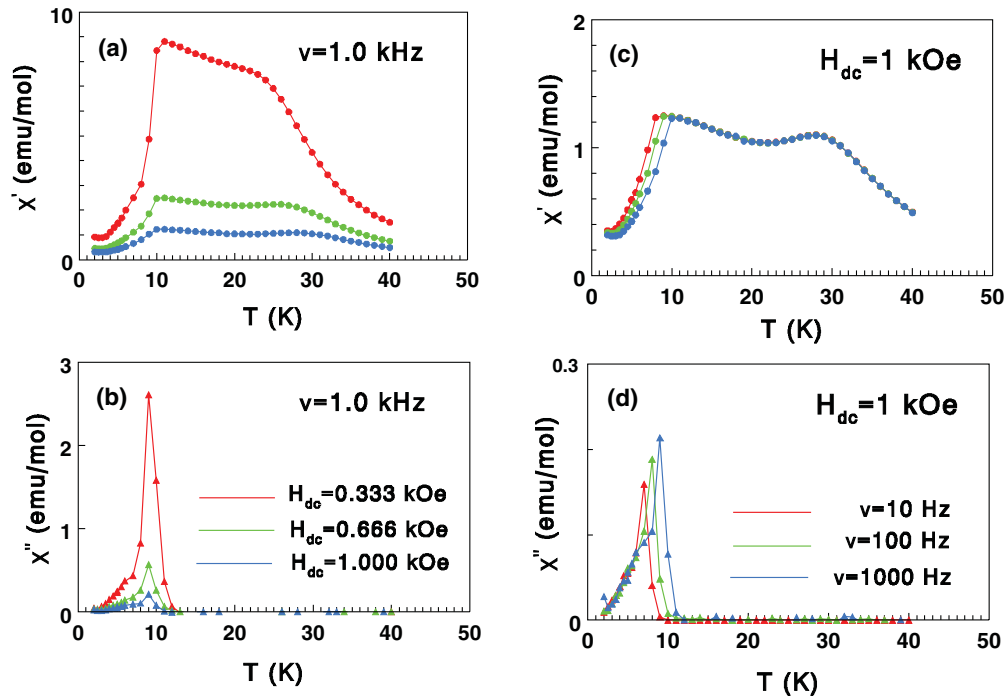 (a)
ν=1.0 kHz
χ' (emu/mol)
10
5
0
0 10 20 30 40 50
T (K)
(c)
H_dc=1 kOe
χ' (emu/mol)
2
1
0
0 10 20 30 40 50
T (K)
(b)
ν=1.0 kHz
χ" (emu/mol)
3
2
1
0
H_dc=0.333 kOe
H_dc=0.666 kOe
H_dc=1.000 kOe
0 10 20 30 40 50
T (K)
(d)
H_dc=1 kOe
χ" (emu/mol)
0.3
0
ν=10 Hz
ν=100 Hz
ν=1000 Hz
0 10 20 30 40 50
T (K)